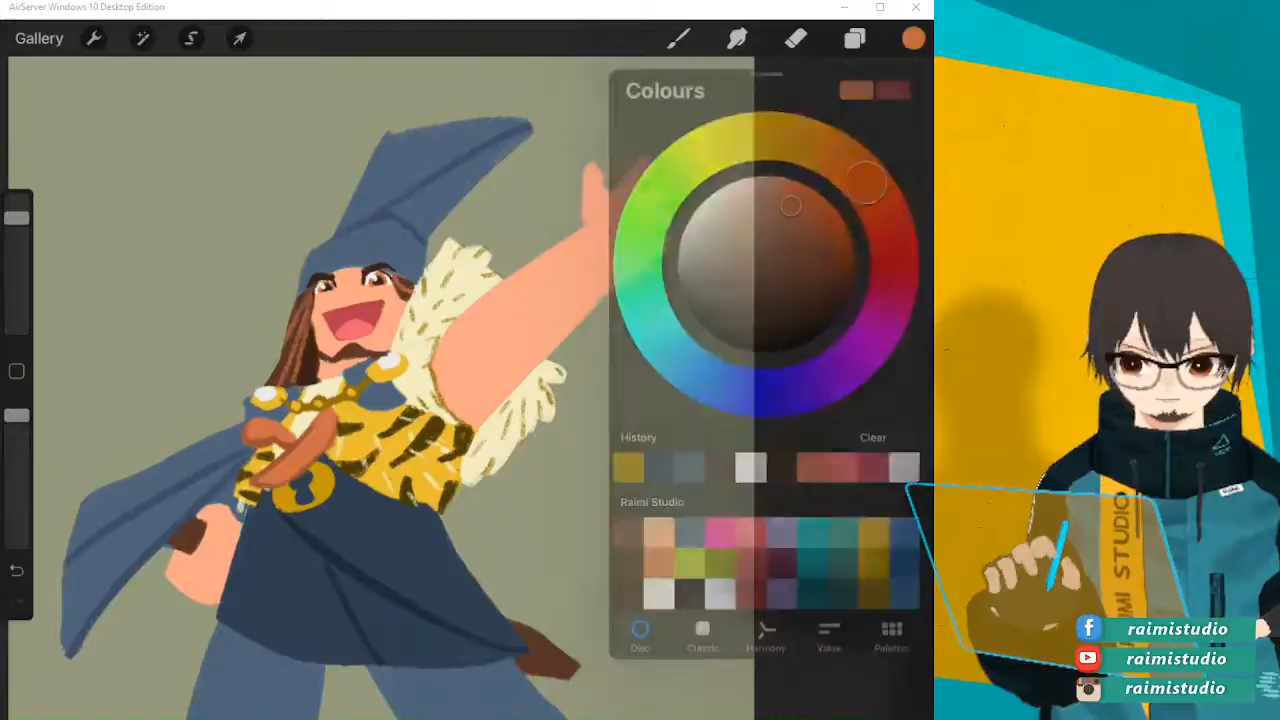 AirServer Windows 10 Desktop Edition
Gallery
Colours
History
Clear
Raimi Studio
Disc
Classic
Harmony
Value
Palettes
RAIMI STUDIO
raimistudio
raimistudio
raimistudio